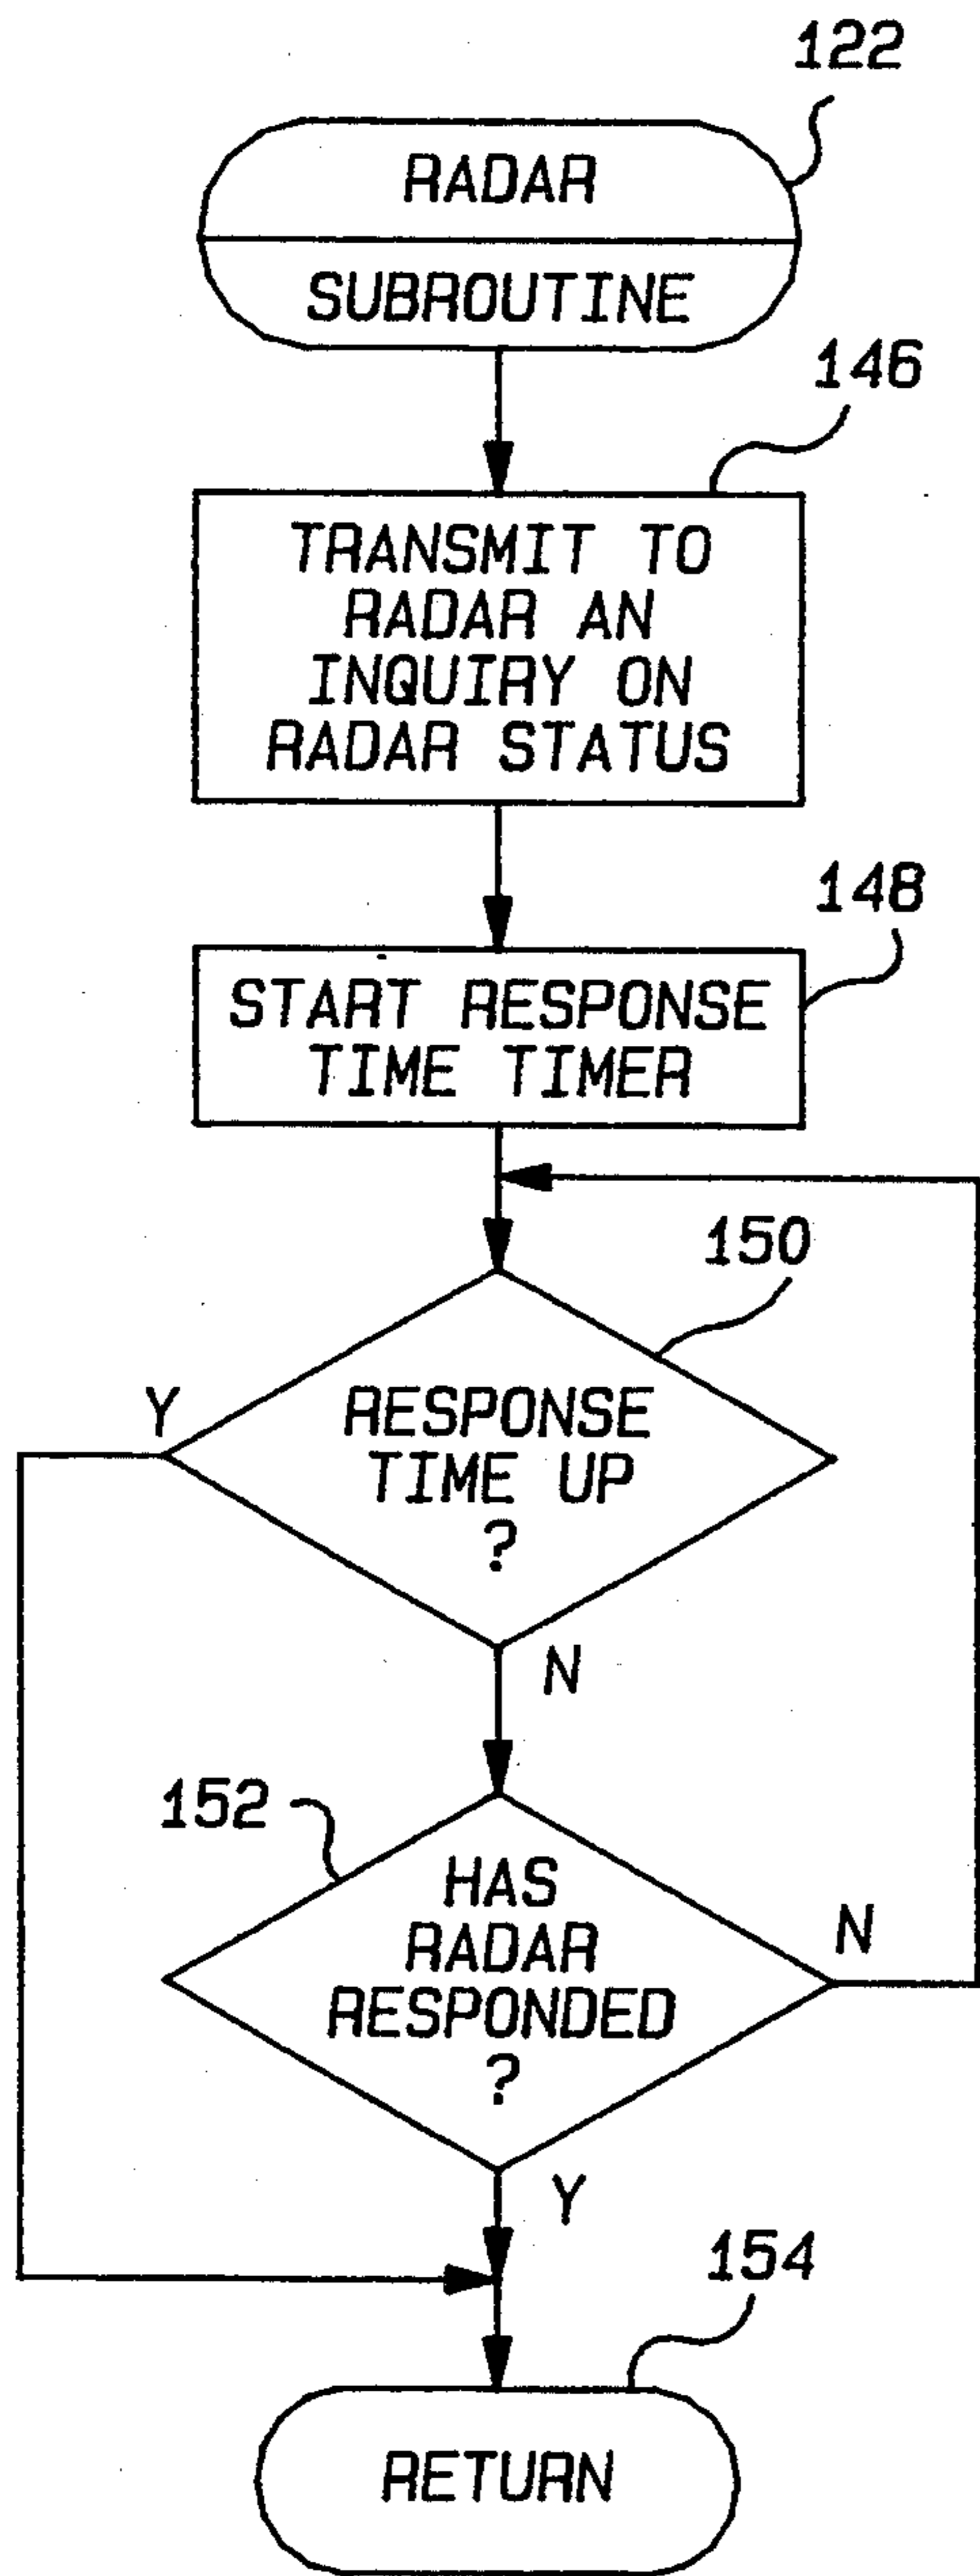 122
RADAR
SUBROUTINE
146
TRANSMIT TO
RADAR AN
INQUIRY ON
RADAR STATUS
148
START RESPONSE
TIME TIMER
150
Y
RESPONSE
TIME UP
?
N
152
HAS
RADAR
RESPONDED
?
N
Y
154
RETURN